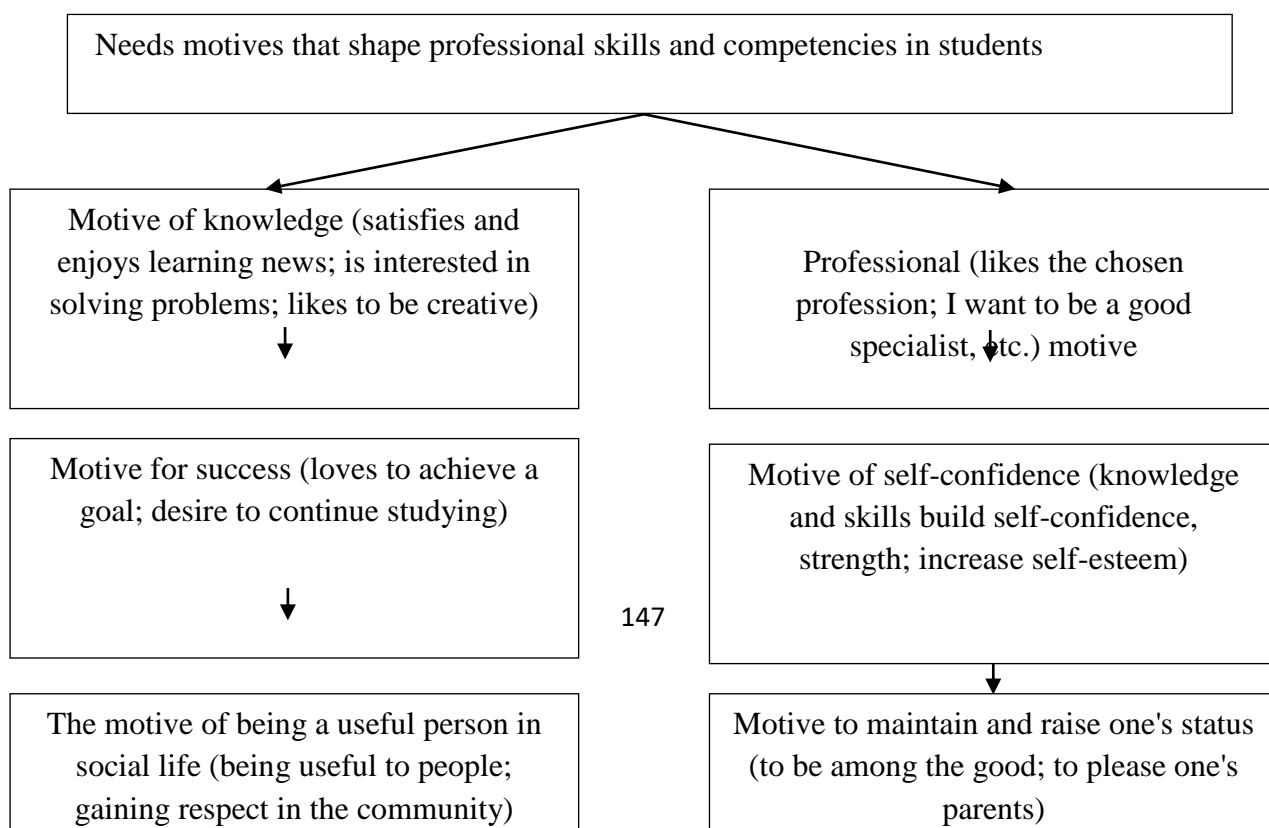 Needs motives that shape professional skills and competencies in students
Motive of knowledge (satisfies and
enjoys learning news; is interested in
solving problems; likes to be creative)
Professional (likes the chosen
profession; I want to be a good
specialist, etc.) motive
Motive for success (loves to achieve a
goal; desire to continue studying)
Motive of self-confidence (knowledge
and skills build self-confidence,
strength; increase self-esteem)
147
The motive of being a useful person in
social life (being useful to people;
gaining respect in the community)
Motive to maintain and raise one's status
(to be among the good; to please one's
parents)